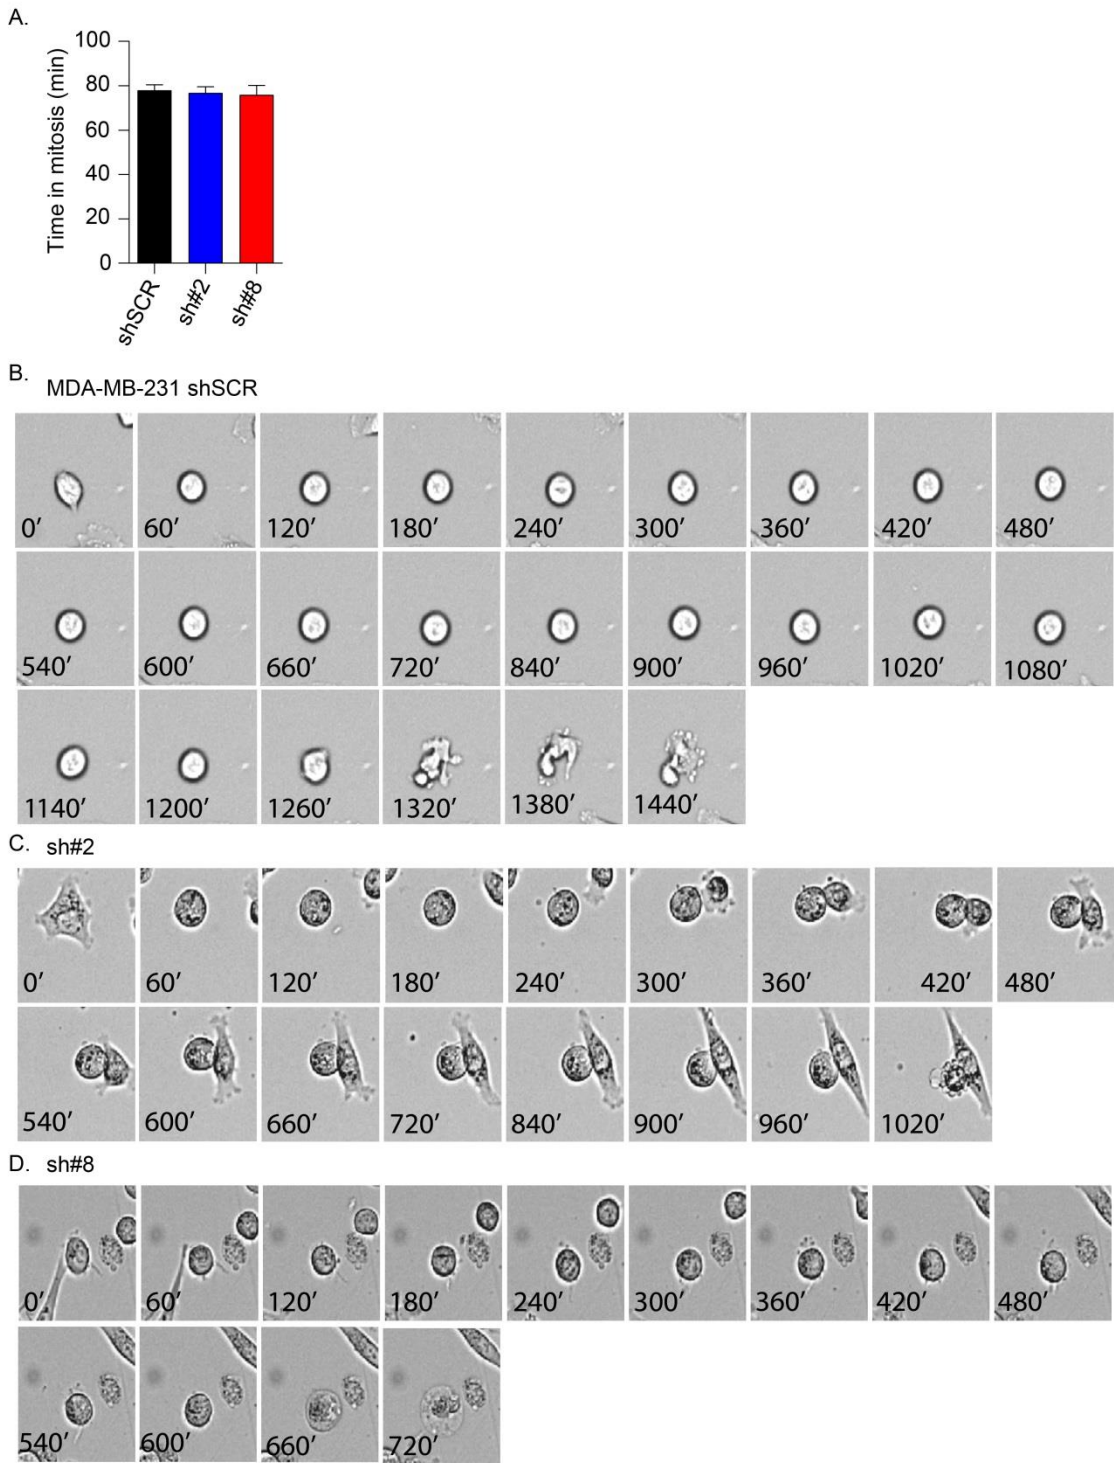 A.
Time in mitosis (min)
100
80
60
40
20
0
shSCR
sh#2
sh#8
B.
MDA-MB-231 shSCR
0′ 60′ 120′ 180′ 240′ 300′ 360′ 420′ 480′
540′ 600′ 660′ 720′ 840′ 900′ 960′ 1020′ 1080′
1140′ 1200′ 1260′ 1320′ 1380′ 1440′
C. sh#2
0′ 60′ 120′ 180′ 240′ 300′ 360′ 420′ 480′
540′ 600′ 660′ 720′ 840′ 900′ 960′ 1020′
D. sh#8
0′ 60′ 120′ 180′ 240′ 300′ 360′ 420′ 480′
540′ 600′ 660′ 720′